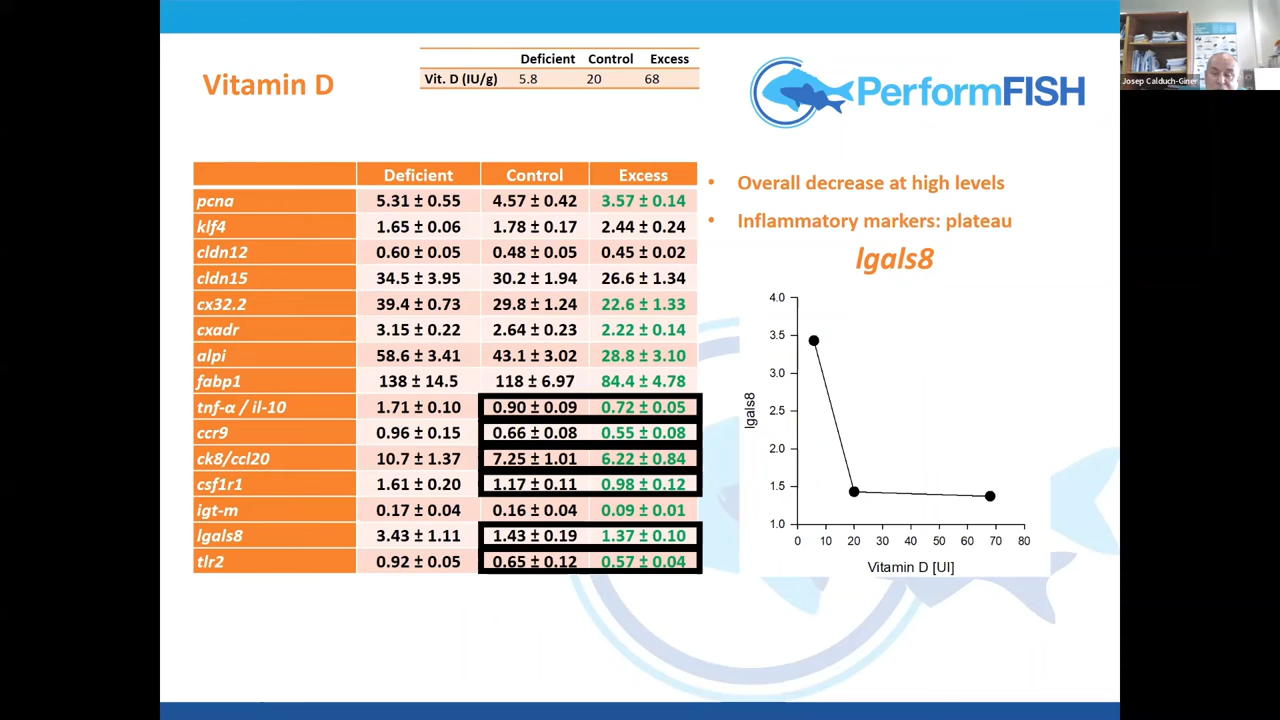 Vitamin D
Deficient Control Excess
Vit. D (IU/g) 5.8 20 68
PerformFISH
Josep Calduch-Giner
Deficient Control Excess
pcna 5.31 ± 0.55 4.57 ± 0.42 3.57 ± 0.14
klf4 1.65 ± 0.06 1.78 ± 0.17 2.44 ± 0.24
cldn12 0.60 ± 0.05 0.48 ± 0.05 0.45 ± 0.02
cldn15 34.5 ± 3.95 30.2 ± 1.94 26.6 ± 1.34
cx32.2 39.4 ± 0.73 29.8 ± 1.24 22.6 ± 1.33
cxadr 3.15 ± 0.22 2.64 ± 0.23 2.22 ± 0.14
alpi 58.6 ± 3.41 43.1 ± 3.02 28.8 ± 3.10
fabp1 138 ± 14.5 118 ± 6.97 84.4 ± 4.78
tnf-α / il-10 1.71 ± 0.10 0.90 ± 0.09 0.72 ± 0.05
ccr9 0.96 ± 0.15 0.66 ± 0.08 0.55 ± 0.08
ck8/ccl20 10.7 ± 1.37 7.25 ± 1.01 6.22 ± 0.84
csf1r1 1.61 ± 0.20 1.17 ± 0.11 0.98 ± 0.12
igt-m 0.17 ± 0.04 0.16 ± 0.04 0.09 ± 0.01
lgals8 3.43 ± 1.11 1.43 ± 0.19 1.37 ± 0.10
tlr2 0.92 ± 0.05 0.65 ± 0.12 0.57 ± 0.04
• Overall decrease at high levels
• Inflammatory markers: plateau
lgals8
4.0
3.5
3.0
2.5
2.0
1.5
1.0
lgals8
0 10 20 30 40 50 60 70 80
Vitamin D [UI]